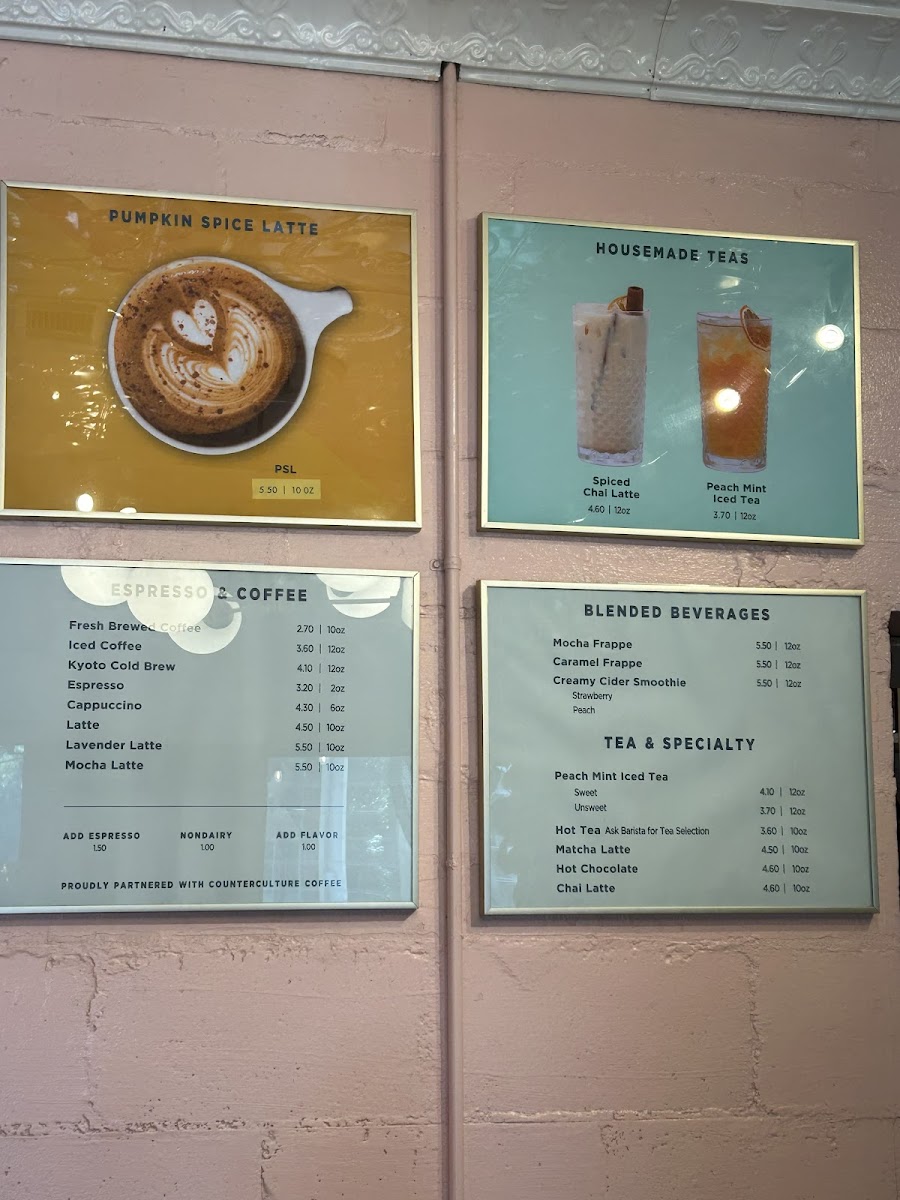 PUMPKIN SPICE LATTE
PSL
5.50 | 10 OZ
HOUSEMADE TEAS
Spiced
Chai Latte
4.60 | 12oz
Peach Mint
Iced Tea
3.70 | 12oz
ESPRESSO & COFFEE
Fresh Brewed Coffee 2.70 | 10oz
Iced Coffee 3.60 | 12oz
Kyoto Cold Brew 4.10 | 12oz
Espresso 3.20 | 2oz
Cappuccino 4.30 | 6oz
Latte 4.50 | 10oz
Lavender Latte 5.50 | 10oz
Mocha Latte 5.50 | 10oz
ADD ESPRESSO NONDAIRY ADD FLAVOR
1.50 1.00 1.00
PROUDLY PARTNERED WITH COUNTERCULTURE COFFEE
BLENDED BEVERAGES
Mocha Frappe 5.50 | 12oz
Caramel Frappe 5.50 | 12oz
Creamy Cider Smoothie 5.50 | 12oz
Strawberry
Peach
TEA & SPECIALTY
Peach Mint Iced Tea
Sweet 4.10 | 12oz
Unsweet 3.70 | 12oz
Hot Tea Ask Barista for Tea Selection 3.60 | 10oz
Matcha Latte 4.50 | 10oz
Hot Chocolate 4.60 | 10oz
Chai Latte 4.60 | 10oz